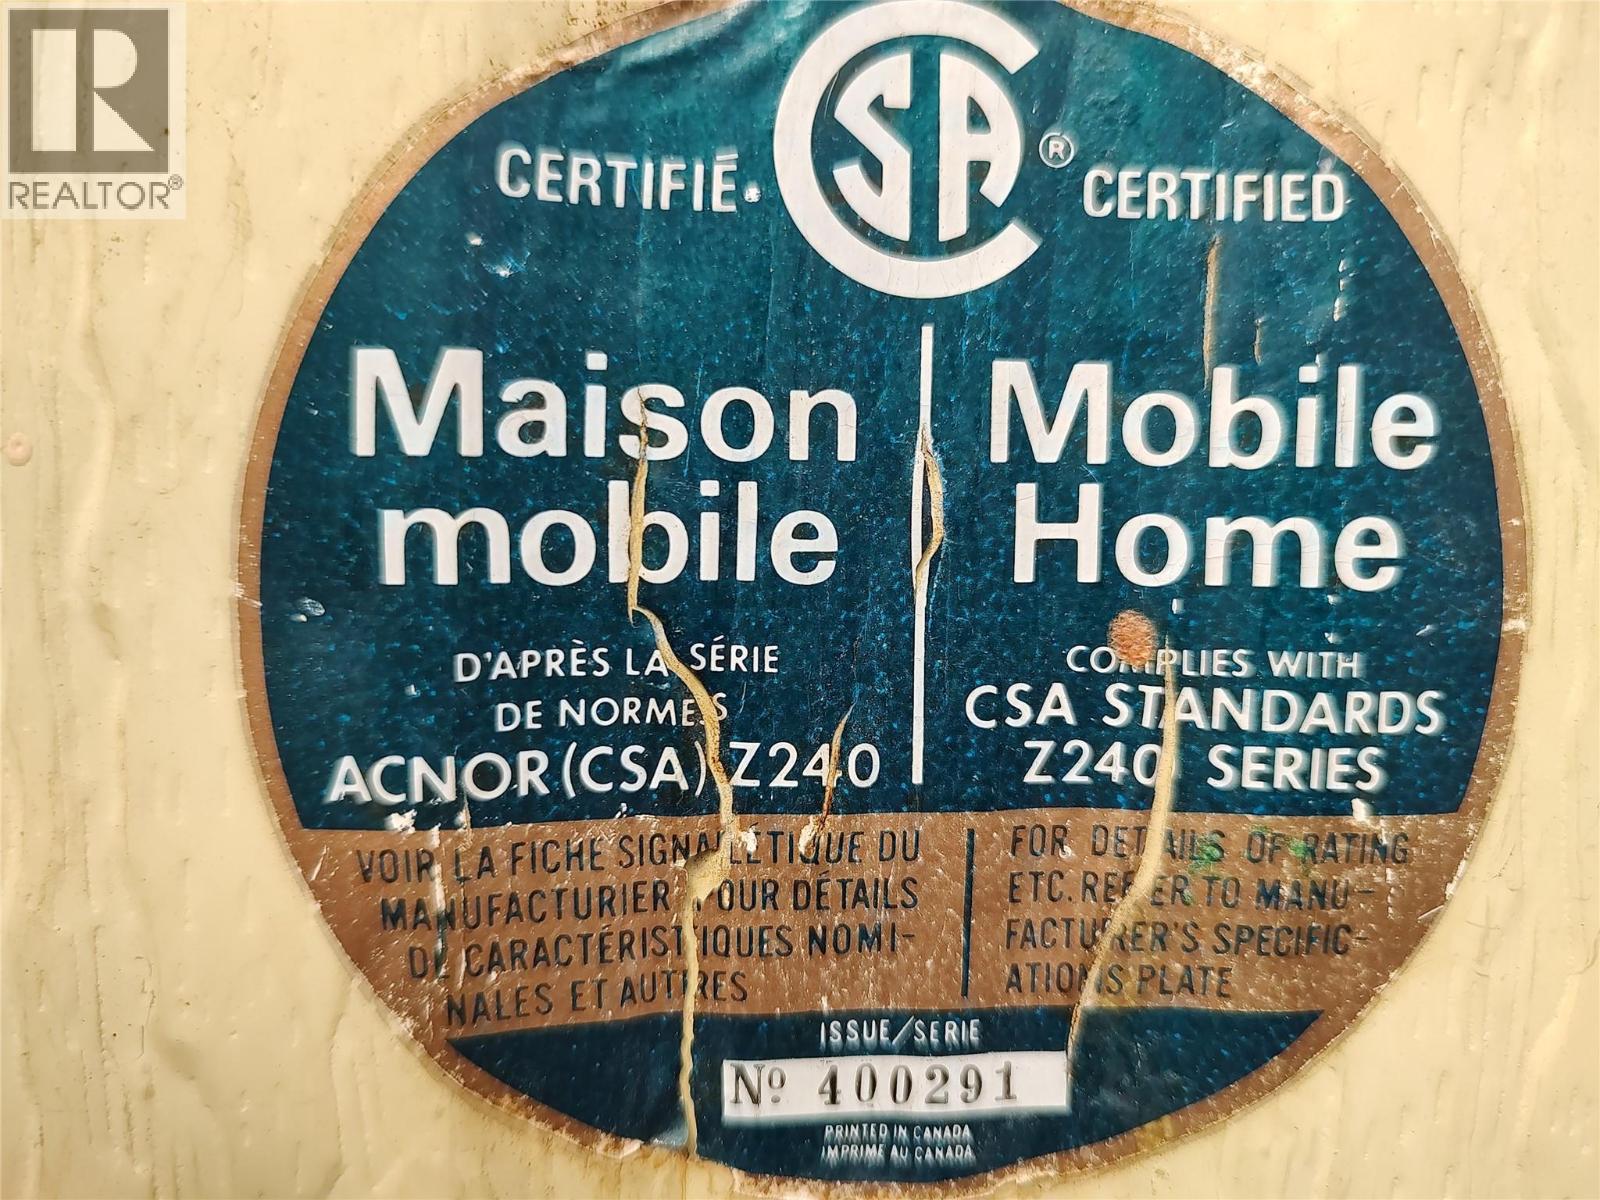 REALTOR®
CSA ®
CERTIFIÉ
CERTIFIED
Maison
mobile
D'APRÈS LA SÉRIE
DE NORMES
ACNOR (CSA) Z240
Mobile
Home
COMPLIES WITH
CSA STANDARDS
Z240 SERIES
VOIR LA FICHE SIGNALÉTIQUE DU
MANUFACTURIER POUR DÉTAILS
DE CARACTÉRISTIQUES NOMI-
NALES ET AUTRES
FOR DETAILS OF RATING
ETC. REFER TO MANU-
FACTURER'S SPECIFIC-
ATIONS PLATE
ISSUE/SERIE
Nº 400291
PRINTED IN CANADA
IMPRIME AU CANADA